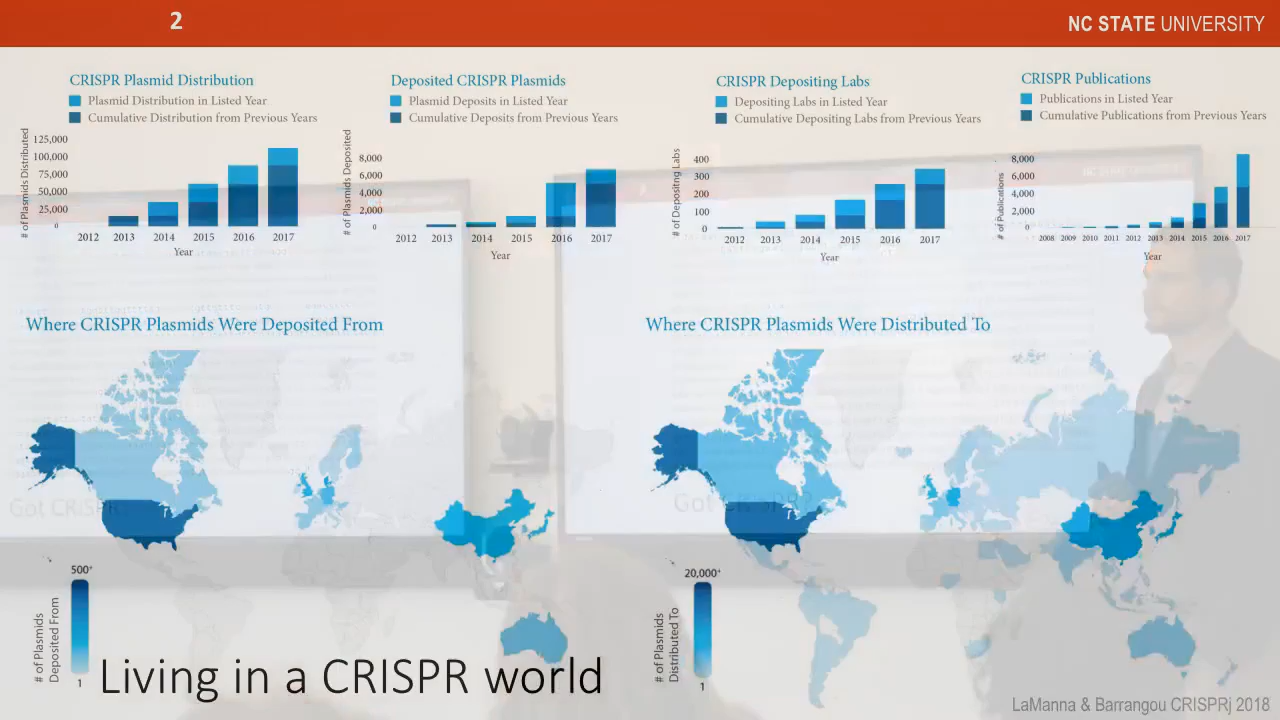 2
NC STATE UNIVERSITY
CRISPR Plasmid Distribution
Plasmid Distribution in Listed Year
Cumulative Distribution from Previous Years
# of Plasmids Distributed
125,000
100,000
75,000
50,000
25,000
0
2012 2013 2014 2015 2016 2017
Year
Deposited CRISPR Plasmids
Plasmid Deposits in Listed Year
Cumulative Deposits from Previous Years
# of Plasmids Deposited
8,000
6,000
4,000
2,000
0
2012 2013 2014 2015 2016 2017
Year
CRISPR Depositing Labs
Depositing Labs in Listed Year
Cumulative Depositing Labs from Previous Years
# of Depositng Labs
400
300
200
100
0
2012 2013 2014 2015 2016 2017
Year
CRISPR Publications
Publications in Listed Year
Cumulative Publications from Previous Years
# of Publications
8,000
6,000
4,000
2,000
0
2008 2009 2010 2011 2012 2013 2014 2015 2016 2017
Year
Where CRISPR Plasmids Were Deposited From
Where CRISPR Plasmids Were Distributed To
Got CRISPR
Got CRISPR?
500+
# of Plasmids
Deposited From
1
20,000+
# of Plasmids
Distributed To
1
Living in a CRISPR world
LaManna & Barrangou CRISPRj 2018